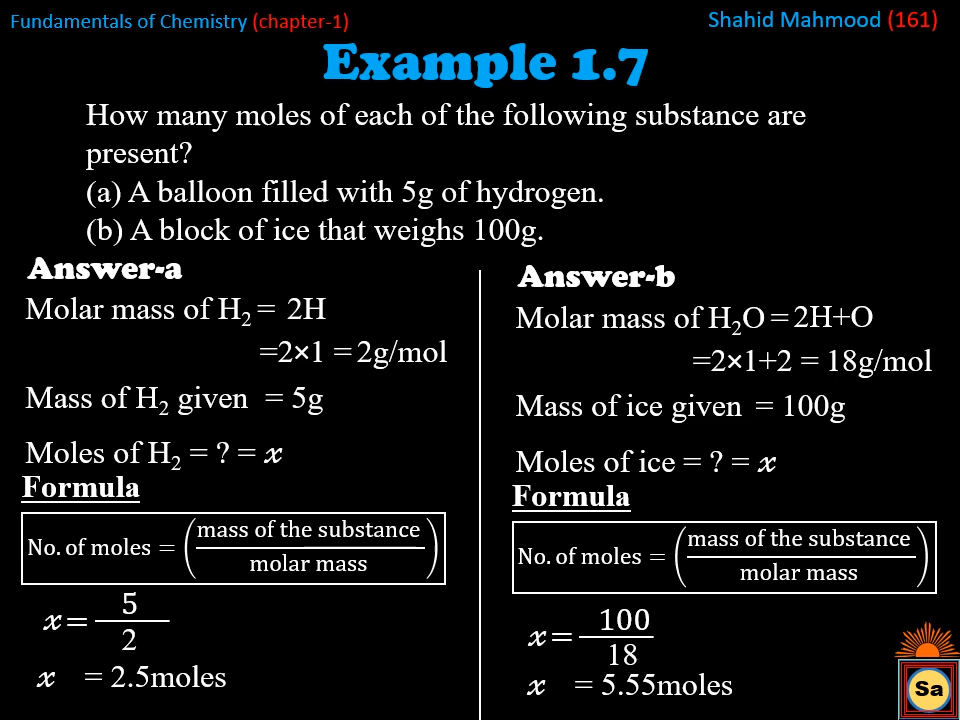 Fundamentals of Chemistry (chapter-1)
Shahid Mahmood (161)
Example 1.7
How many moles of each of the following substance are
present?
(a) A balloon filled with 5g of hydrogen.
(b) A block of ice that weighs 100g.
Answer-a
Molar mass of H₂ = 2H
=2×1 = 2g/mol
Mass of H₂ given = 5g
Moles of H₂ = ? = x
Formula
No. of moles = (mass of the substance / molar mass)
x = 5 / 2
x = 2.5moles
Answer-b
Molar mass of H₂O = 2H+O
=2×1+2 = 18g/mol
Mass of ice given = 100g
Moles of ice = ? = x
Formula
No. of moles = (mass of the substance / molar mass)
x = 100 / 18
x = 5.55moles
Sa